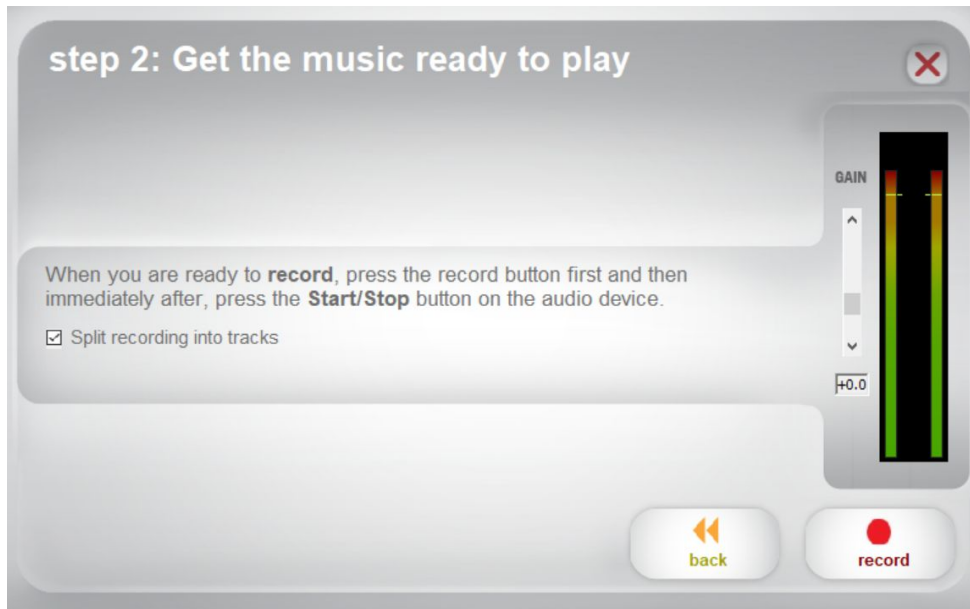 step 2: Get the music ready to play
GAIN
When you are ready to record, press the record button first and then
immediately after, press the Start/Stop button on the audio device.
Split recording into tracks
+0.0
back
record